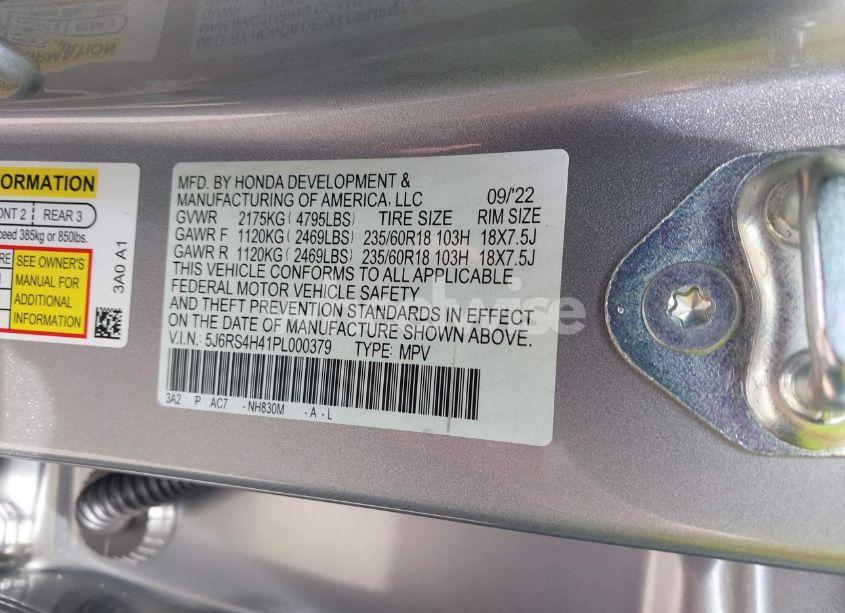 FORMATION
ONT 2 | REAR 3
ceed 385kg or 850lbs.
SEE OWNER'S
MANUAL FOR
ADDITIONAL
INFORMATION
3A0 A1
MFD. BY HONDA DEVELOPMENT &
MANUFACTURING OF AMERICA, LLC 09/'22
GVWR 2175KG ( 4795LBS) TIRE SIZE RIM SIZE
GAWR F 1120KG ( 2469LBS) 235/60R18 103H 18X7.5J
GAWR R 1120KG ( 2469LBS) 235/60R18 103H 18X7.5J
THIS VEHICLE CONFORMS TO ALL APPLICABLE
FEDERAL MOTOR VEHICLE SAFETY
AND THEFT PREVENTION STANDARDS IN EFFECT
ON THE DATE OF MANUFACTURE SHOWN ABOVE.
V.I.N.: 5J6RS4H41PL000379 TYPE: MPV
3A2 P AC7 - NH830M - A - L